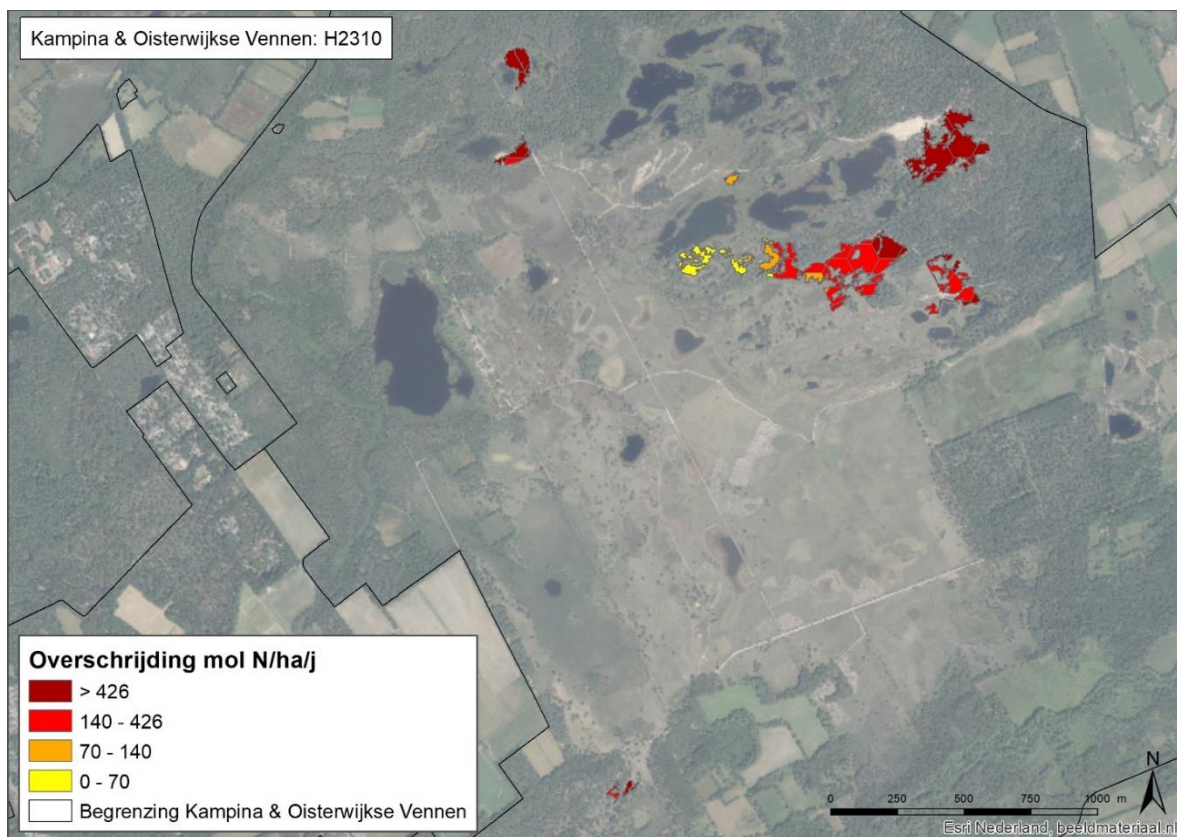 Kampina & Oisterwijkse Vennen: H2310
Overschrijding mol N/ha/j
> 426
140 - 426
70 - 140
0 - 70
Begrenzing Kampina & Oisterwijkse Vennen
N
0 250 500 750 1000 m
Esri Nederland, beeldmateriaal.nl